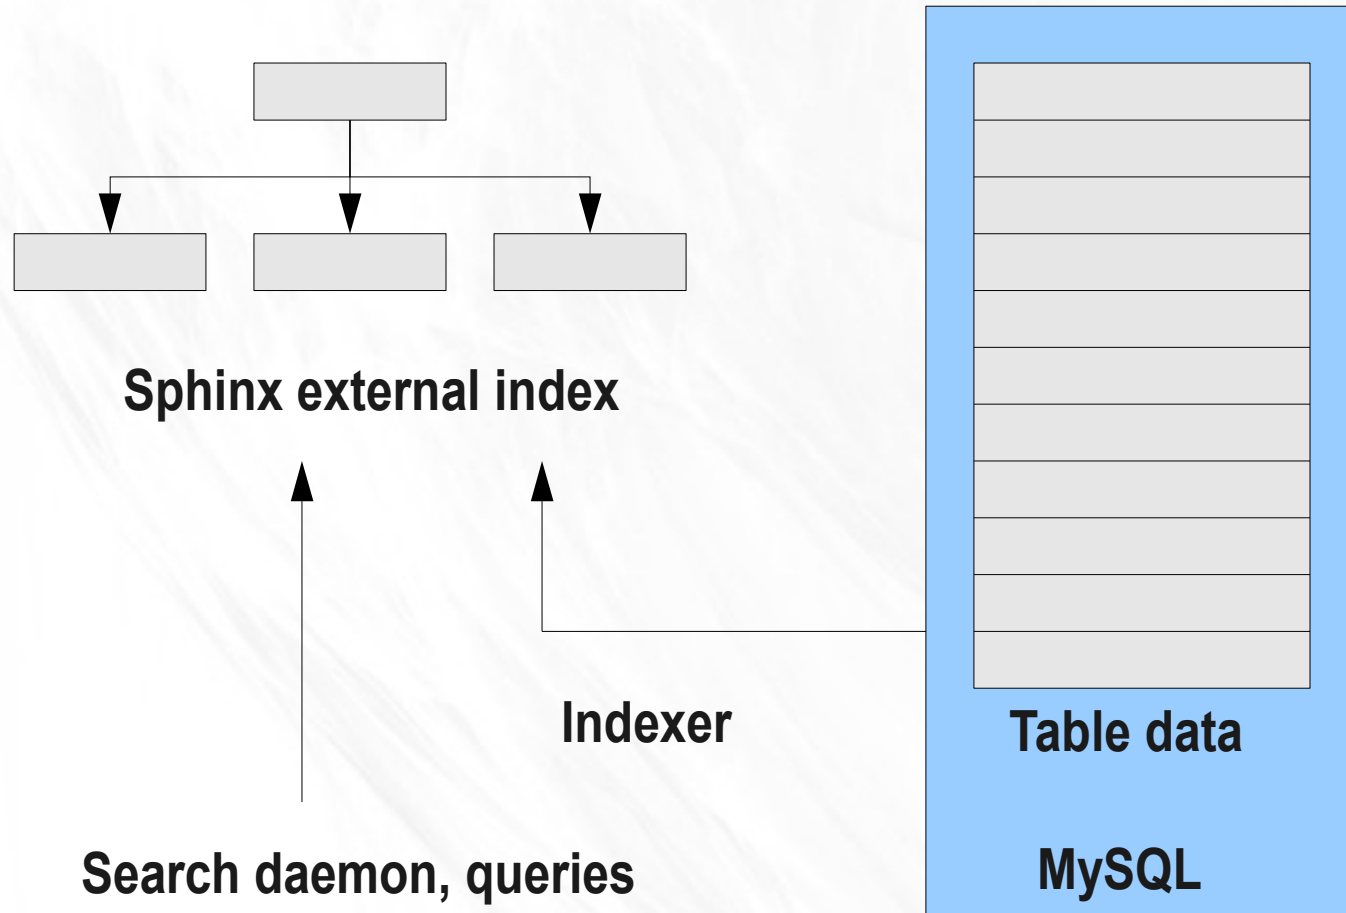 Sphinx external index
Indexer
Table data
Search daemon, queries
MySQL